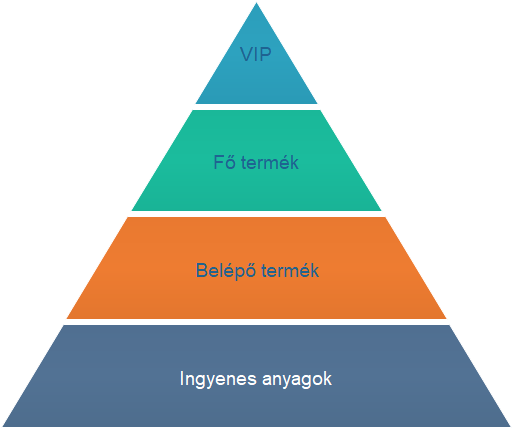 VIP
Fő termék
Belépő termék
Ingyenes anyagok